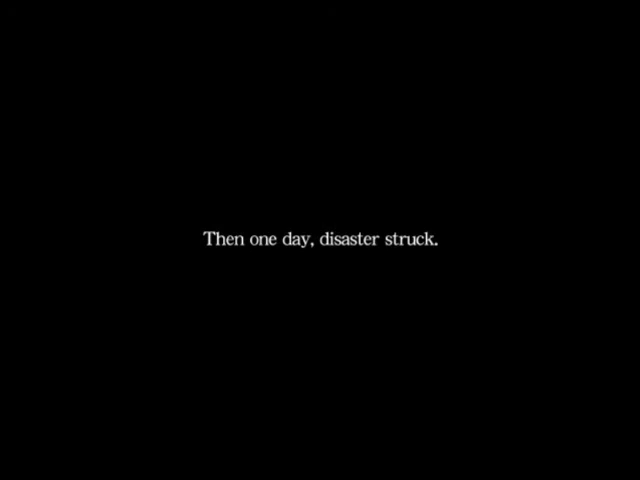 Then one day, disaster struck.